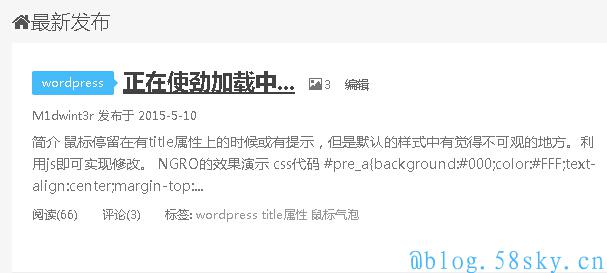 最新发布
wordpress 正在使劲加载中... 3 编辑
M1dwint3r 发布于 2015-5-10
简介 鼠标停留在有title属性上的时候或有提示，但是默认的样式中有觉得不可观的地方。利
用js即可实现修改。 NGRO的效果演示 css代码 #pre_a{background:#000;color:#FFF;text-
align:center;margin-top:...
阅读(66) 评论(3) 标签: wordpress title属性 鼠标气泡
@blog.58sky.cn